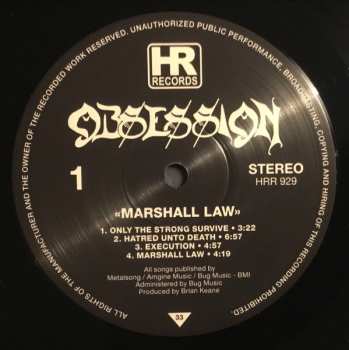 ALL RIGHTS OF THE MANUFACTURER AND THE OWNER OF THE RECORDED WORK RESERVED. UNAUTHORIZED PUBLIC PERFORMANCE, BROADCASTING, COPYING AND HIRING OF THIS RECORDING PROHIBITED.
HR
RECORDS
OBSESSION
1
STEREO
HRR 929
«MARSHALL LAW»
1. ONLY THE STRONG SURVIVE • 3:22
2. HATRED UNTO DEATH • 6:57
3. EXECUTION • 4:57
4. MARSHALL LAW • 4:19
All songs published by
Metalsong / Amgine Music / Bug Music - BMI
Administered by Bug Music
Produced by Brian Keane
33